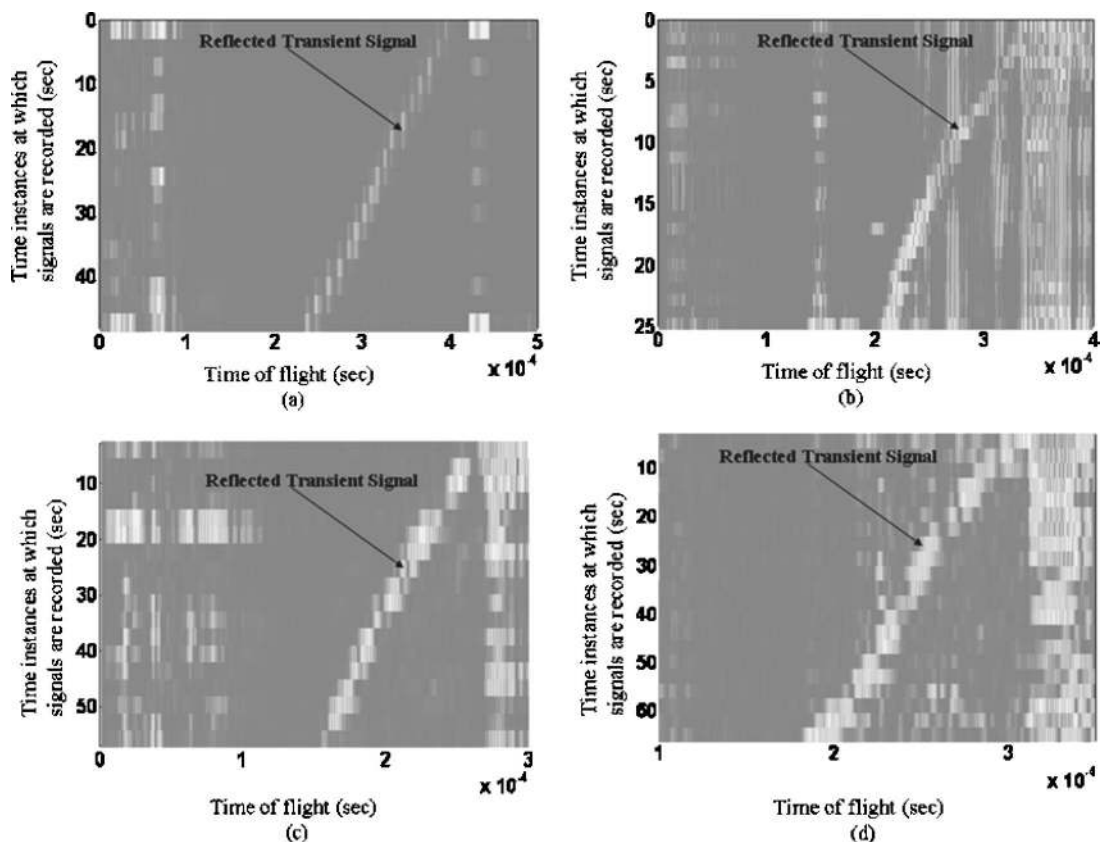 Time instances at which
signals are recorded (sec)
0
10
20
30
40
Reflected Transient Signal
0 1 2 3 4 5
x 10⁻⁴
Time of flight (sec)
(a)
Time instances at which
signals are recorded (sec)
0
5
10
15
20
25
Reflected Transient Signal
0 1 2 3 4
x 10⁻⁴
Time of flight (sec)
(b)
Time instances at which
signals are recorded (sec)
10
20
30
40
50
Reflected Transient Signal
0 1 2 3
x 10⁻⁴
Time of flight (sec)
(c)
Time instances at which
signals are recorded (sec)
10
20
30
40
50
60
Reflected Transient Signal
1 2 3
x 10⁻⁴
Time of flight (sec)
(d)